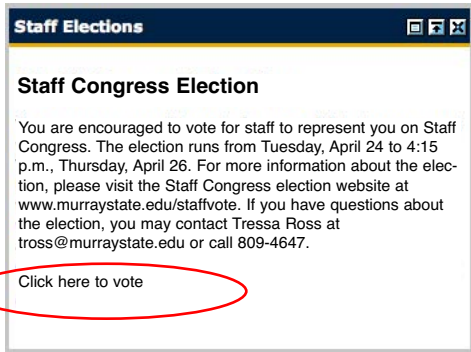 Staff Elections
Staff Congress Election
You are encouraged to vote for staff to represent you on Staff
Congress. The election runs from Tuesday, April 24 to 4:15
p.m., Thursday, April 26. For more information about the elec-
tion, please visit the Staff Congress election website at
www.murraystate.edu/staffvote. If you have questions about
the election, you may contact Tressa Ross at
tross@murraystate.edu or call 809-4647.
Click here to vote